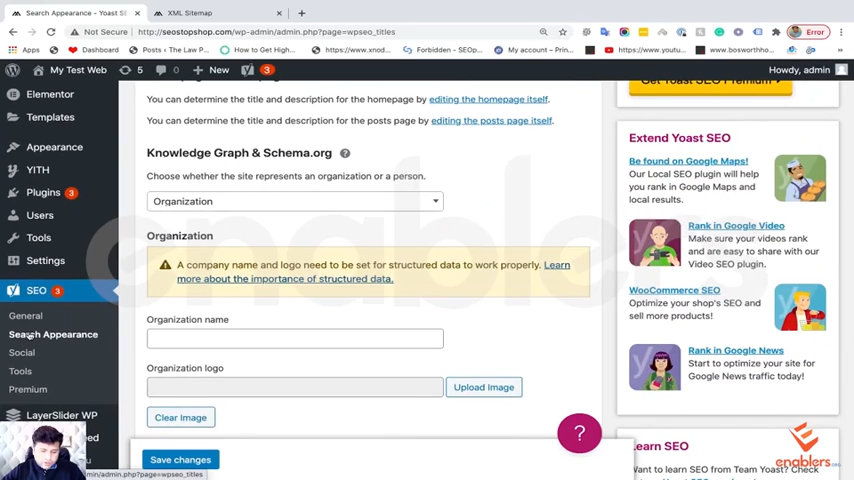 Search Appearance - Yoast SE
XML Sitemap
Not Secure
http://seostopshop.com/wp-admin/admin.php?page=wpseo_titles
Error
Apps
Dashboard
Posts ‹ The Law P...
How to Get High...
https://www.xnod...
Forbidden - SEOp...
My account – Prin...
https://www.youtu...
www.bosworthho...
My Test Web
5
0
New
3
Howdy, admin
Elementor
Templates
Appearance
YITH
Plugins 3
Users
Tools
Settings
SEO 3
General
Search Appearance
Social
Tools
Premium
LayerSlider WP
You can determine the title and description for the homepage by editing the homepage itself.
You can determine the title and description for the posts page by editing the posts page itself.
Knowledge Graph & Schema.org
Choose whether the site represents an organization or a person.
Organization
Organization
A company name and logo need to be set for structured data to work properly. Learn
more about the importance of structured data.
Organization name
Organization logo
Upload Image
Clear Image
Save changes
?
Get Yoast SEO Premium
Extend Yoast SEO
Be found on Google Maps!
Our Local SEO plugin will help
you rank in Google Maps and
local results.
Rank in Google Video
Make sure your videos rank
and are easy to share with our
Video SEO plugin.
WooCommerce SEO
Optimize your shop's SEO and
sell more products!
Rank in Google News
Start to optimize your site for
Google News traffic today!
Learn SEO
Want to learn SEO from Team Yoast? Check
enablers
enablers
/admin.php?page=wpseo_titles